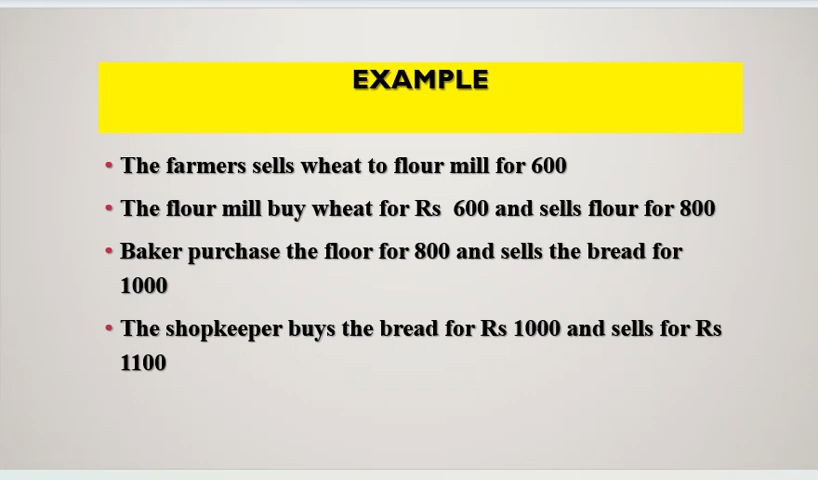 EXAMPLE
• The farmers sells wheat to flour mill for 600
• The flour mill buy wheat for Rs  600 and sells flour for 800
• Baker purchase the floor for 800 and sells the bread for
1000
• The shopkeeper buys the bread for Rs 1000 and sells for Rs
1100